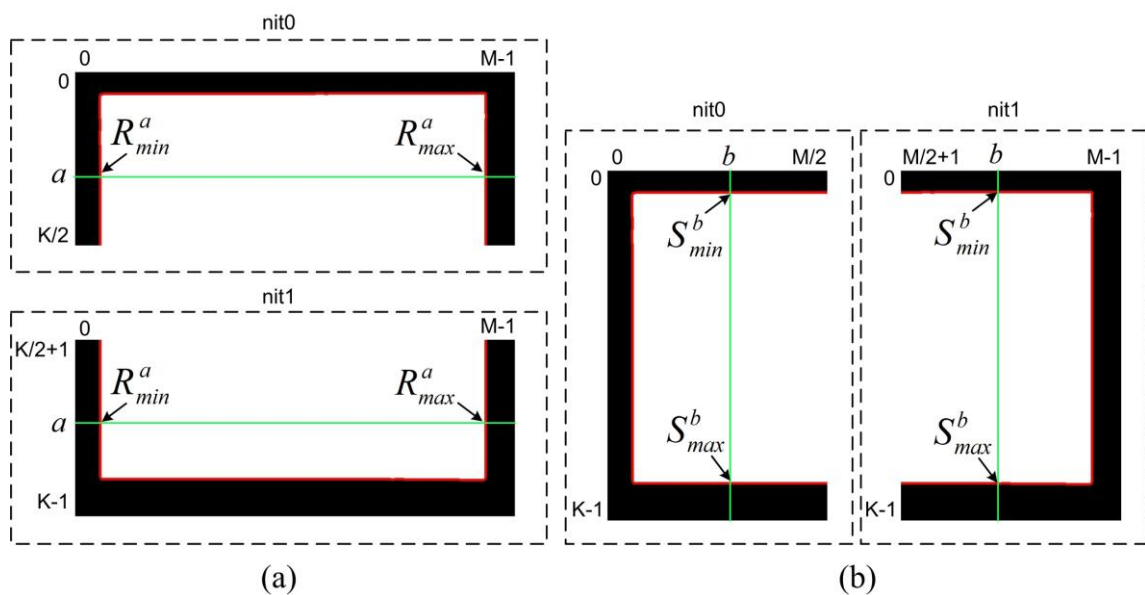 nit0
0 M-1
0
R^a_min R^a_max
a
K/2
nit1
0 M-1
K/2+1
R^a_min R^a_max
a
K-1
(a)
nit0
0 b M/2
0
S^b_min
S^b_max
K-1
nit1
M/2+1 b M-1
0
S^b_min
S^b_max
K-1
(b)